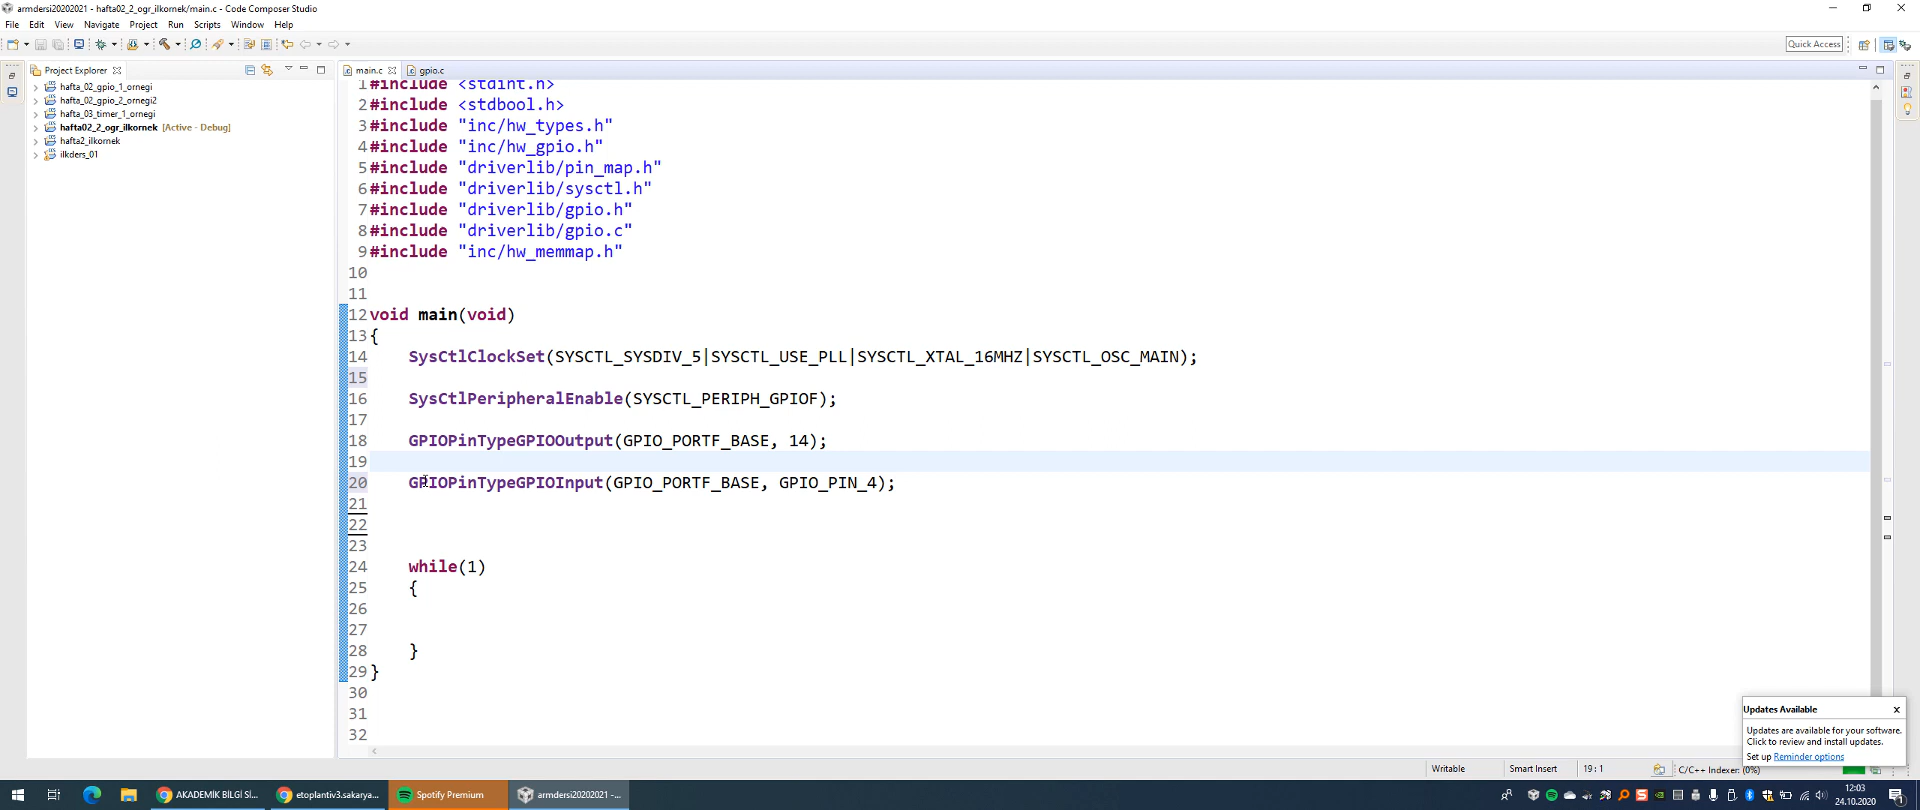 armdersi20202021 - hafta02_2_ogr_ilkornek/main.c - Code Composer Studio
File Edit View Navigate Project Run Scripts Window Help
Quick Access
Project Explorer
main.c
gpio.c
hafta_02_gpio_1_ornegi
hafta_02_gpio_2_ornegi2
hafta_03_timer_1_ornegi
hafta02_2_ogr_ilkornek [Active - Debug]
hafta2_ilkornek
ilkders_01
1 #include <stdint.h>
2 #include <stdbool.h>
3 #include "inc/hw_types.h"
4 #include "inc/hw_gpio.h"
5 #include "driverlib/pin_map.h"
6 #include "driverlib/sysctl.h"
7 #include "driverlib/gpio.h"
8 #include "driverlib/gpio.c"
9 #include "inc/hw_memmap.h"
10
11
12 void main(void)
13 {
14 SysCtlClockSet(SYSCTL_SYSDIV_5|SYSCTL_USE_PLL|SYSCTL_XTAL_16MHZ|SYSCTL_OSC_MAIN);
15
16 SysCtlPeripheralEnable(SYSCTL_PERIPH_GPIOF);
17
18 GPIOPinTypeGPIOOutput(GPIO_PORTF_BASE, 14);
19
20 GPIOPinTypeGPIOInput(GPIO_PORTF_BASE, GPIO_PIN_4);
21
22
23
24 while(1)
25 {
26
27
28 }
29 }
30
31
32
Updates Available
Updates are available for your software.
Click to review and install updates.
Set up Reminder options
Writable
Smart Insert
19 : 1
C/C++ Indexer: (0%)
AKADEMİK BİLGİ Sİ...
etoplantiv3.sakarya...
Spotify Premium
armdersi20202021 -...
12:03
24.10.2020